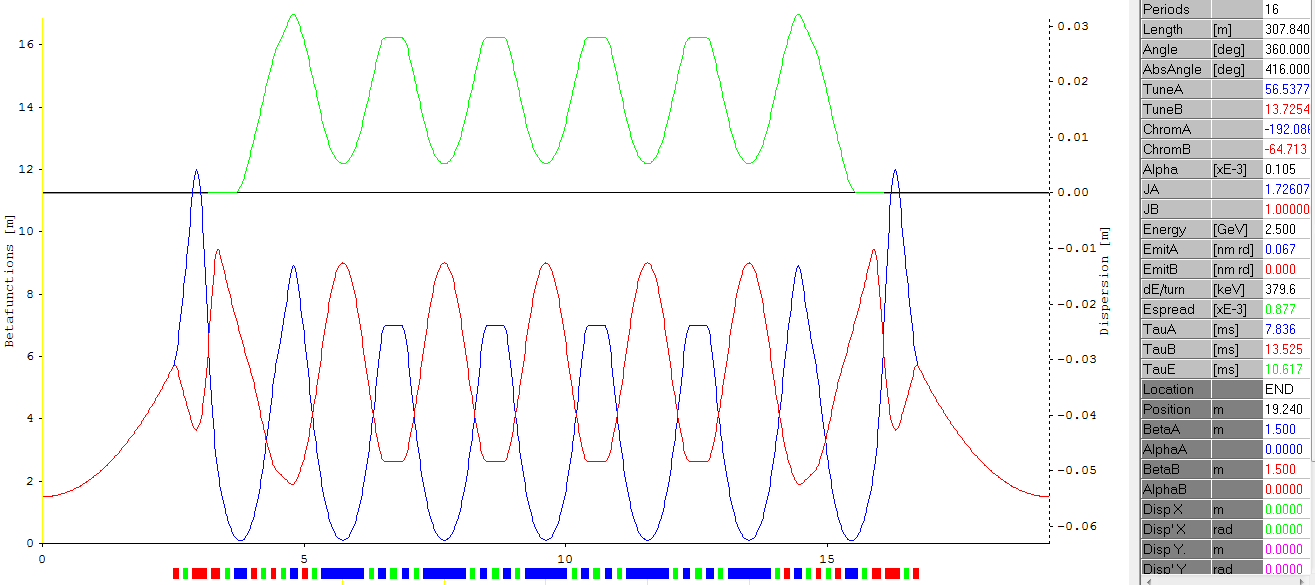 16
14
12
10
8
6
4
2
0
Betafunctions [m]
0
5
10
15
0.03
0.02
0.01
0.00
-0.01
-0.02
-0.03
-0.04
-0.05
-0.06
Dispersion [m]
Periods 16
Length [m] 307.840
Angle [deg] 360.000
AbsAngle [deg] 416.000
TuneA 56.5377
TuneB 13.7254
ChromA -192.086
ChromB -64.713
Alpha [xE-3] 0.105
JA 1.72607
JB 1.00000
Energy [GeV] 2.500
EmitA [nm rd] 0.067
EmitB [nm rd] 0.000
dE/turn [keV] 379.6
Espread [xE-3] 0.877
TauA [ms] 7.836
TauB [ms] 13.525
TauE [ms] 10.617
Location END
Position m 19.240
BetaA m 1.500
AlphaA 0.0000
BetaB m 1.500
AlphaB 0.0000
Disp X m 0.0000
Disp' X rad 0.0000
Disp Y. m 0.0000
Disp' Y rad 0.0000